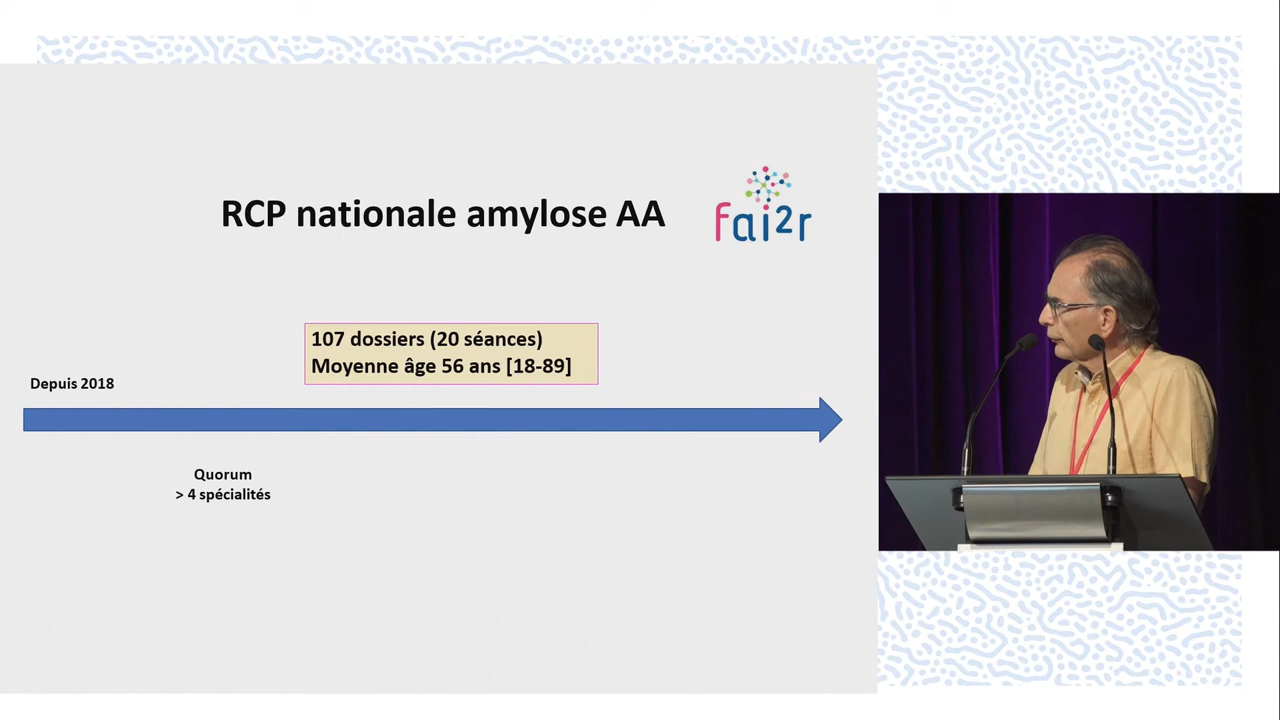 RCP nationale amylose AA
fai2r
107 dossiers (20 séances)
Moyenne âge 56 ans [18-89]
Depuis 2018
Quorum
> 4 spécialités